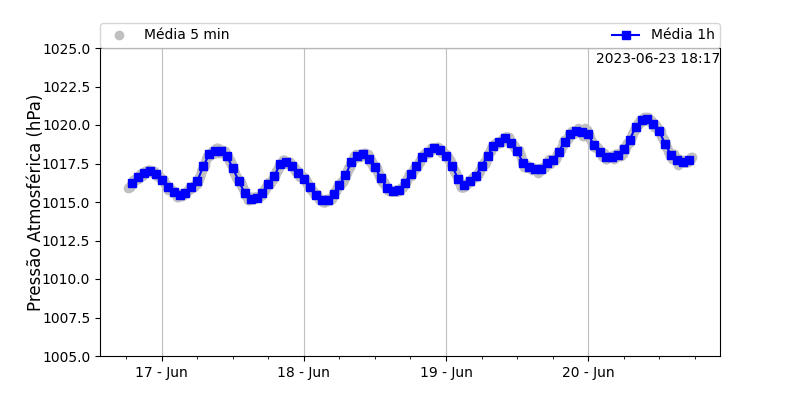 Média 5 min
Média 1h
2023-06-23 18:17
Pressão Atmosférica (hPa)
1025.0
1022.5
1020.0
1017.5
1015.0
1012.5
1010.0
1007.5
1005.0
17 - Jun
18 - Jun
19 - Jun
20 - Jun